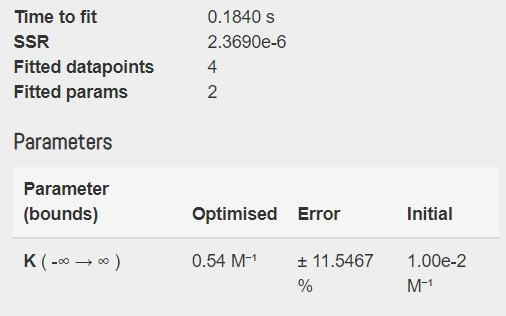 Time to fit 0.1840 s
SSR 2.3690e-6
Fitted datapoints 4
Fitted params 2
Parameters
Parameter
(bounds) Optimised Error Initial
K ( -∞ → ∞ ) 0.54 M⁻¹ ± 11.5467 1.00e-2
% M⁻¹